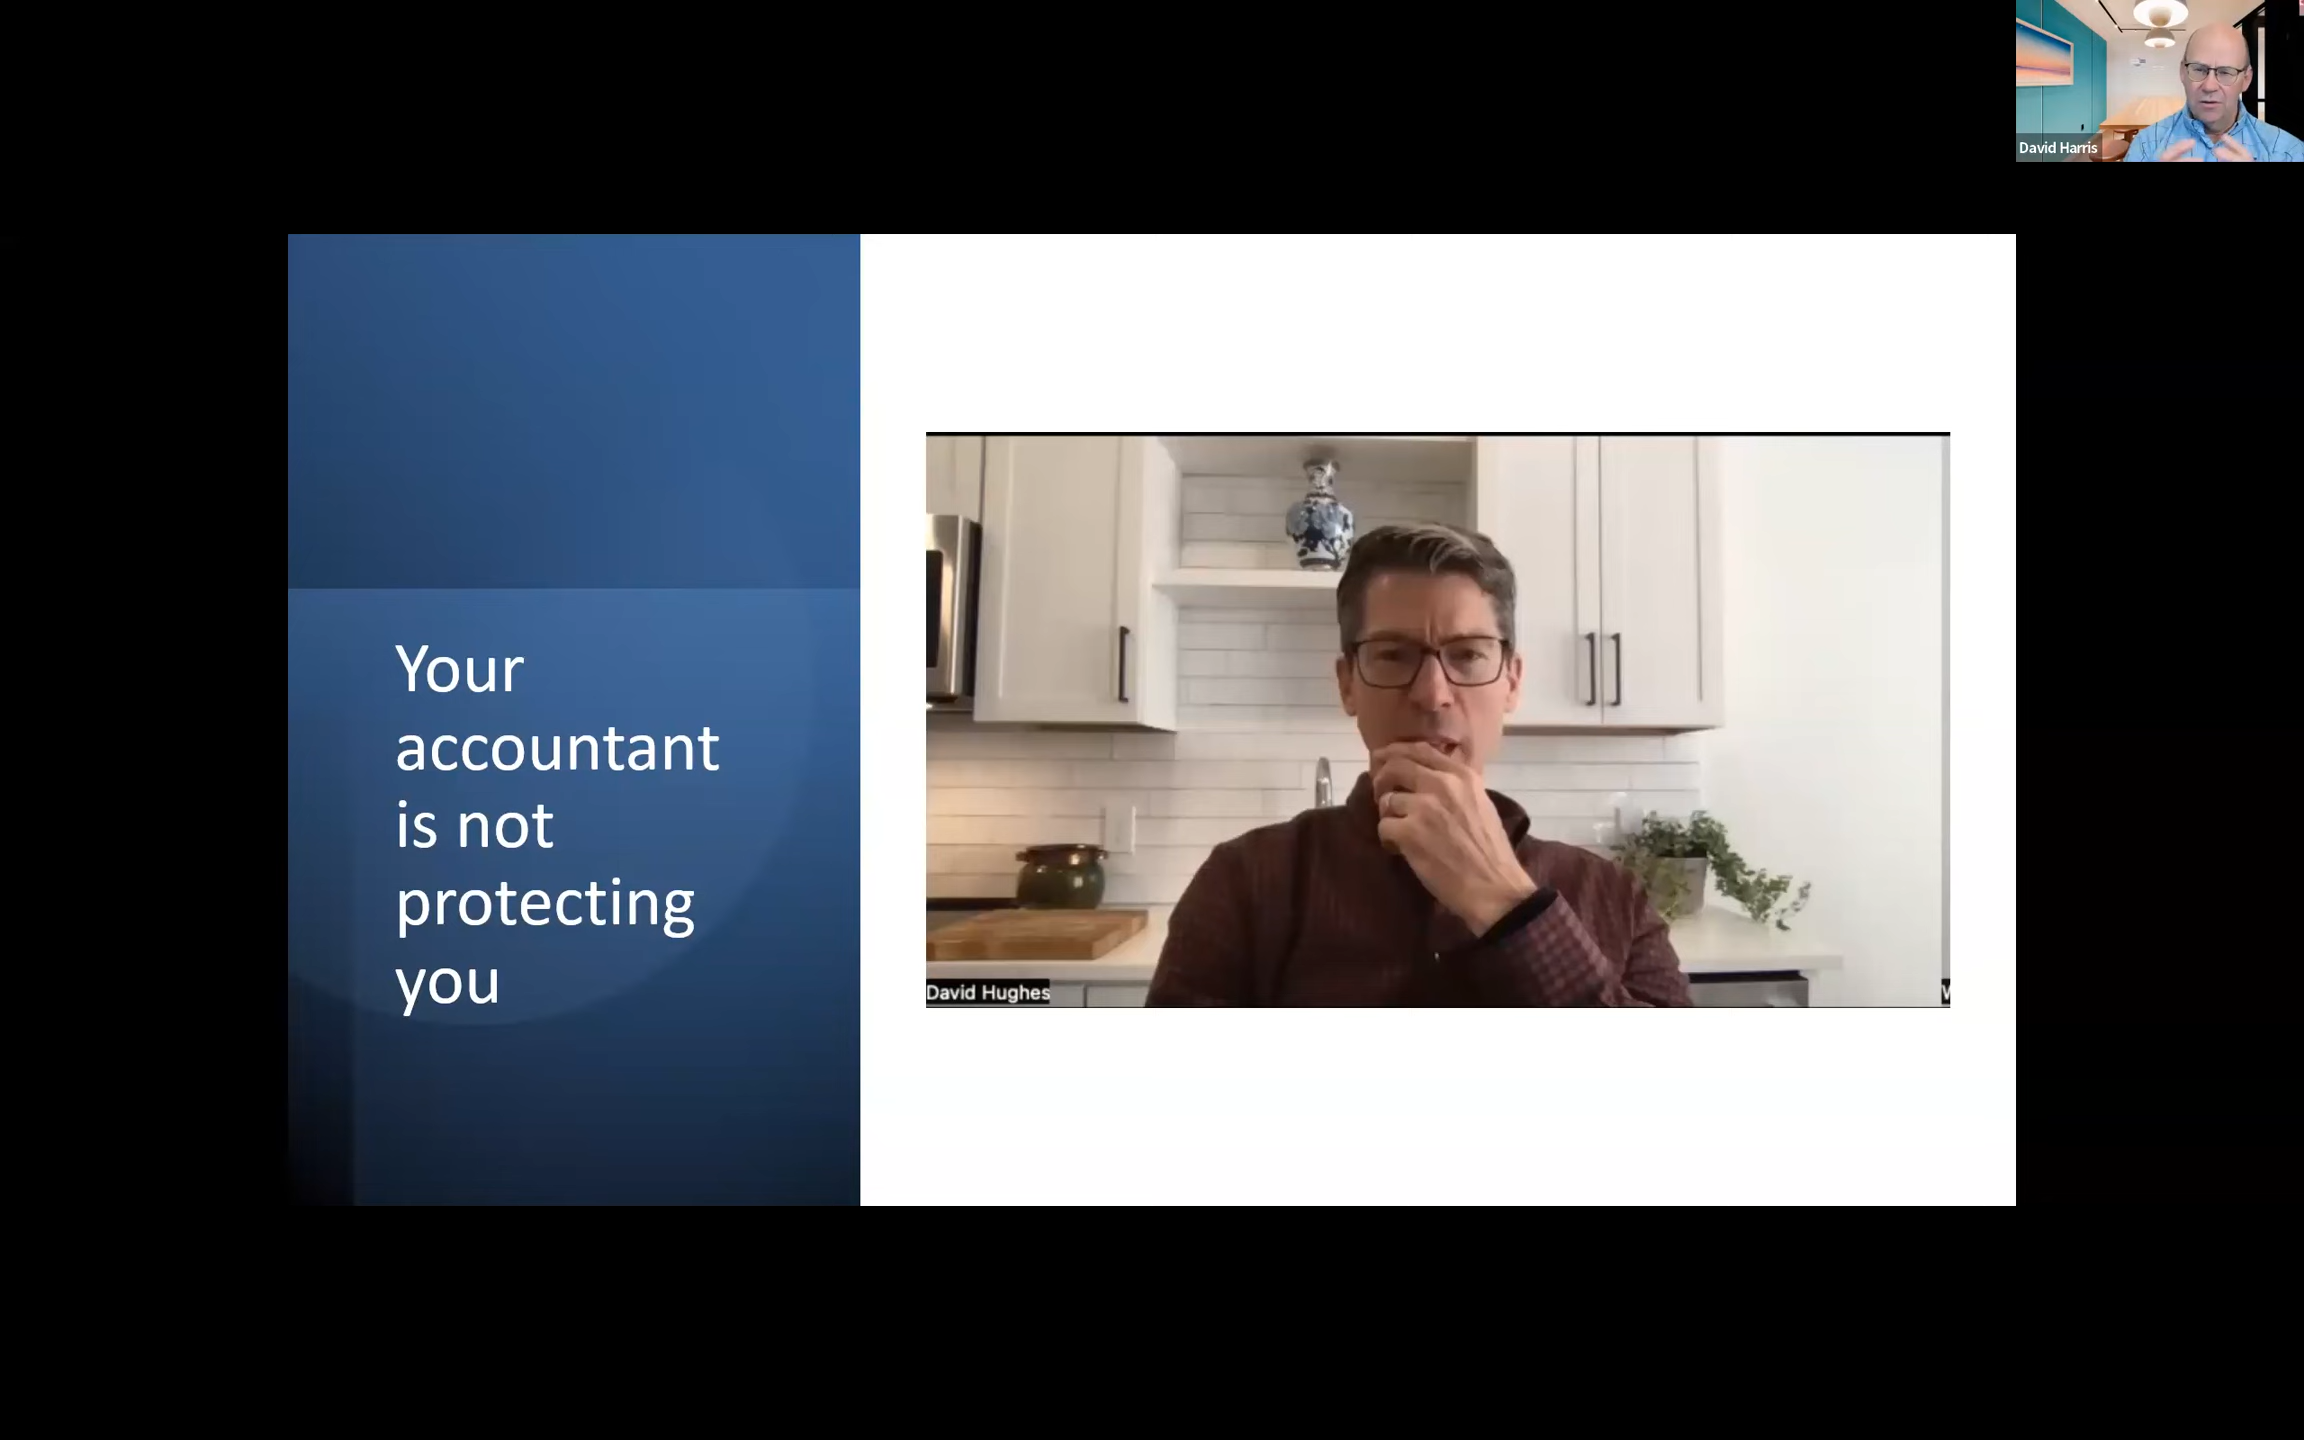 David Harris
Your
accountant
is not
protecting
you
David Hughes